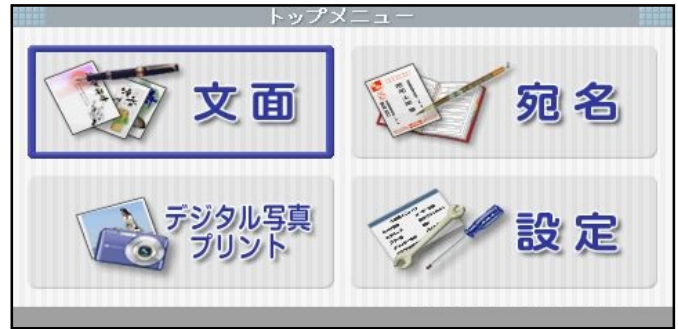 トップメニュー
文面
宛名
デジタル写真
プリント
設定